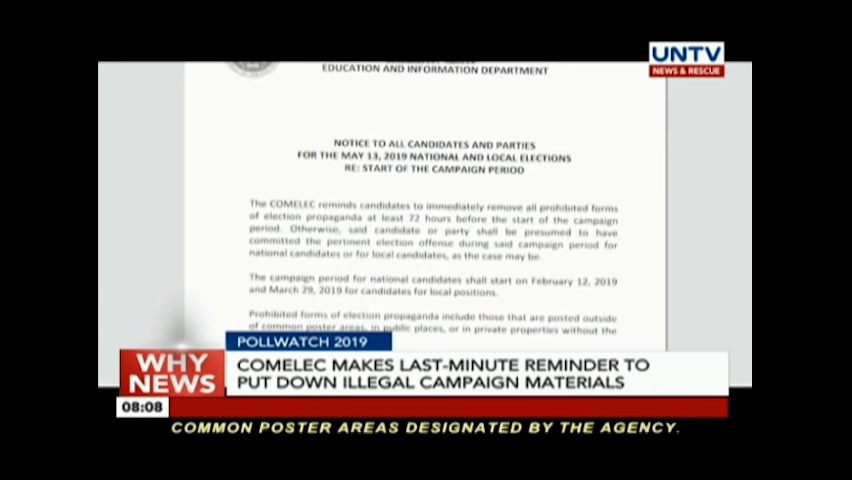 UNTV
NEWS & RESCUE
EDUCATION AND INFORMATION DEPARTMENT
NOTICE TO ALL CANDIDATES AND PARTIES
FOR THE MAY 13, 2019 NATIONAL AND LOCAL ELECTIONS
RE: START OF THE CAMPAIGN PERIOD
The COMELEC reminds candidates to immediately remove all prohibited forms
of election propaganda at least 72 hours before the start of the campaign
period. Otherwise, said candidate or party shall be presumed to have
committed the pertinent election offense during said campaign period for
national candidates or for local candidates, as the case may be.
The campaign period for national candidates shall start on February 12, 2019
and March 29, 2019 for candidates for local positions.
Prohibited forms of election propaganda include those that are posted outside
of common poster areas, in public places, or in private properties without the
POLLWATCH 2019
WHY
NEWS
COMELEC MAKES LAST-MINUTE REMINDER TO
PUT DOWN ILLEGAL CAMPAIGN MATERIALS
08:08
COMMON POSTER AREAS DESIGNATED BY THE AGENCY.